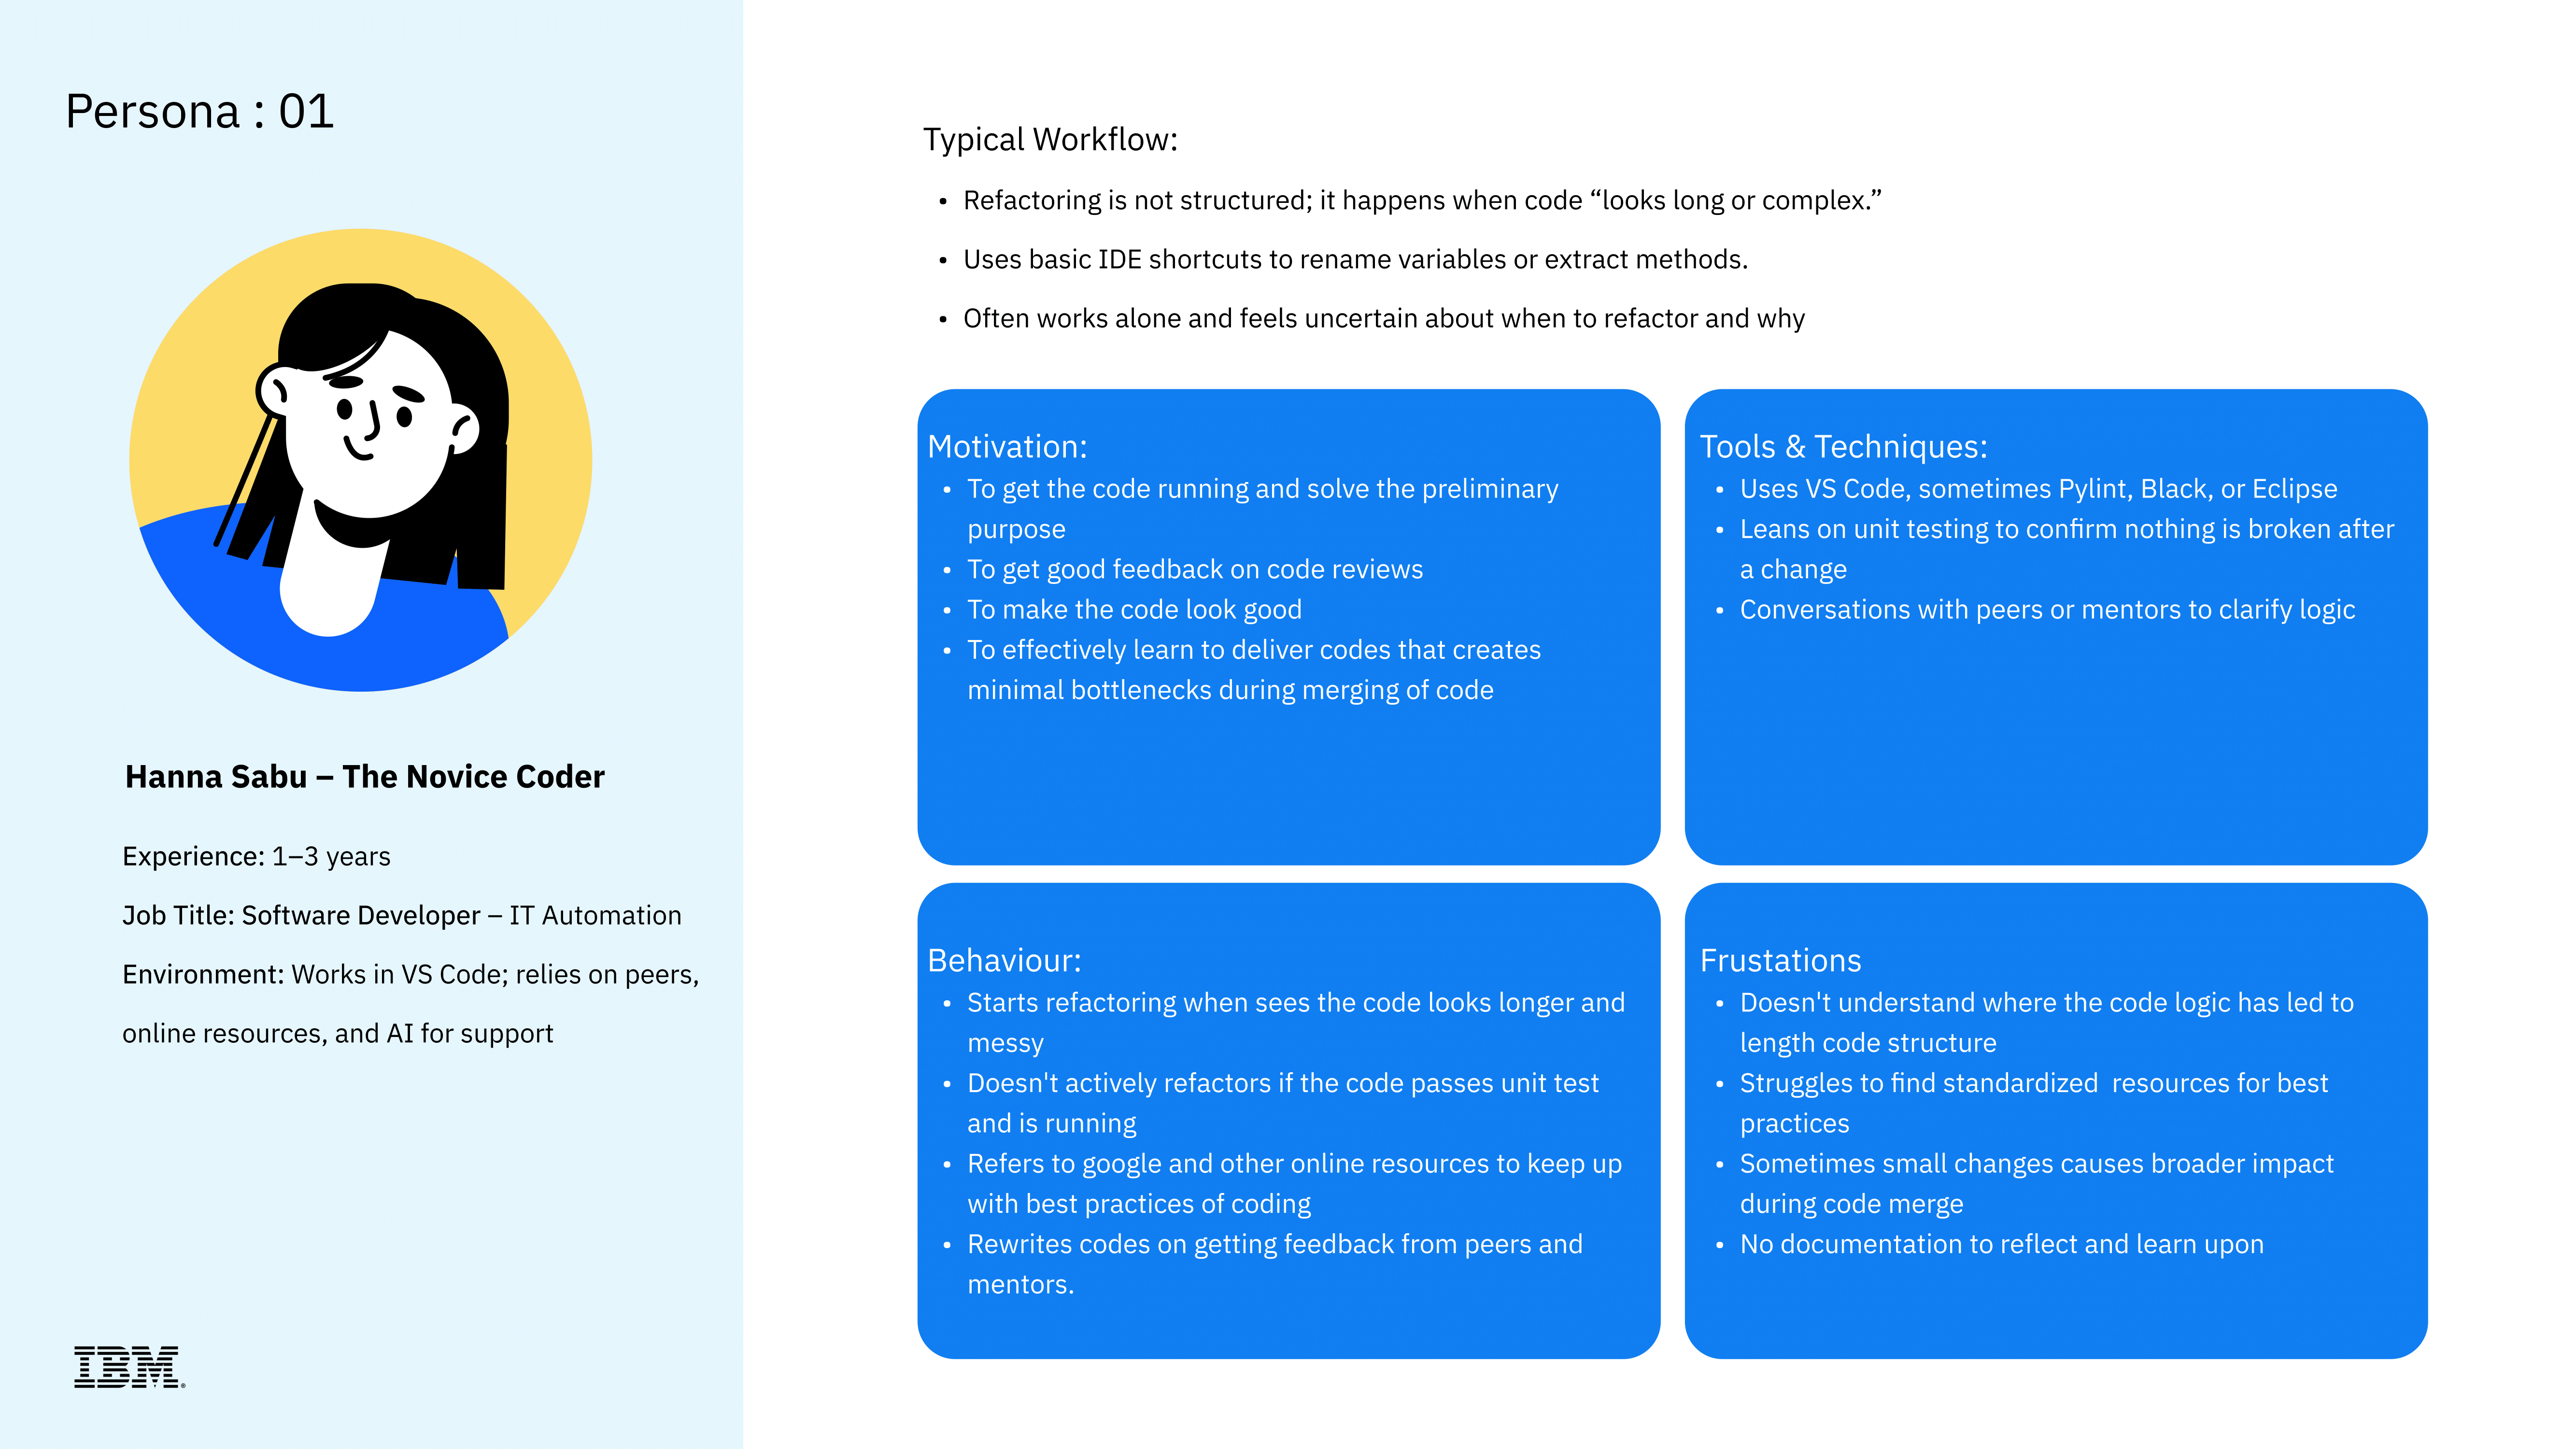 Persona : 01
Hanna Sabu – The Novice Coder
Experience: 1–3 years
Job Title: Software Developer – IT Automation
Environment: Works in VS Code; relies on peers,
online resources, and AI for support
IBM®
Typical Workflow:
• Refactoring is not structured; it happens when code “looks long or complex.”
• Uses basic IDE shortcuts to rename variables or extract methods.
• Often works alone and feels uncertain about when to refactor and why
Motivation:
• To get the code running and solve the preliminary
purpose
• To get good feedback on code reviews
• To make the code look good
• To effectively learn to deliver codes that creates
minimal bottlenecks during merging of code
Tools & Techniques:
• Uses VS Code, sometimes Pylint, Black, or Eclipse
• Leans on unit testing to confirm nothing is broken after
a change
• Conversations with peers or mentors to clarify logic
Behaviour:
• Starts refactoring when sees the code looks longer and
messy
• Doesn't actively refactors if the code passes unit test
and is running
• Refers to google and other online resources to keep up
with best practices of coding
• Rewrites codes on getting feedback from peers and
mentors.
Frustations
• Doesn't understand where the code logic has led to
length code structure
• Struggles to find standardized  resources for best
practices
• Sometimes small changes causes broader impact
during code merge
• No documentation to reflect and learn upon